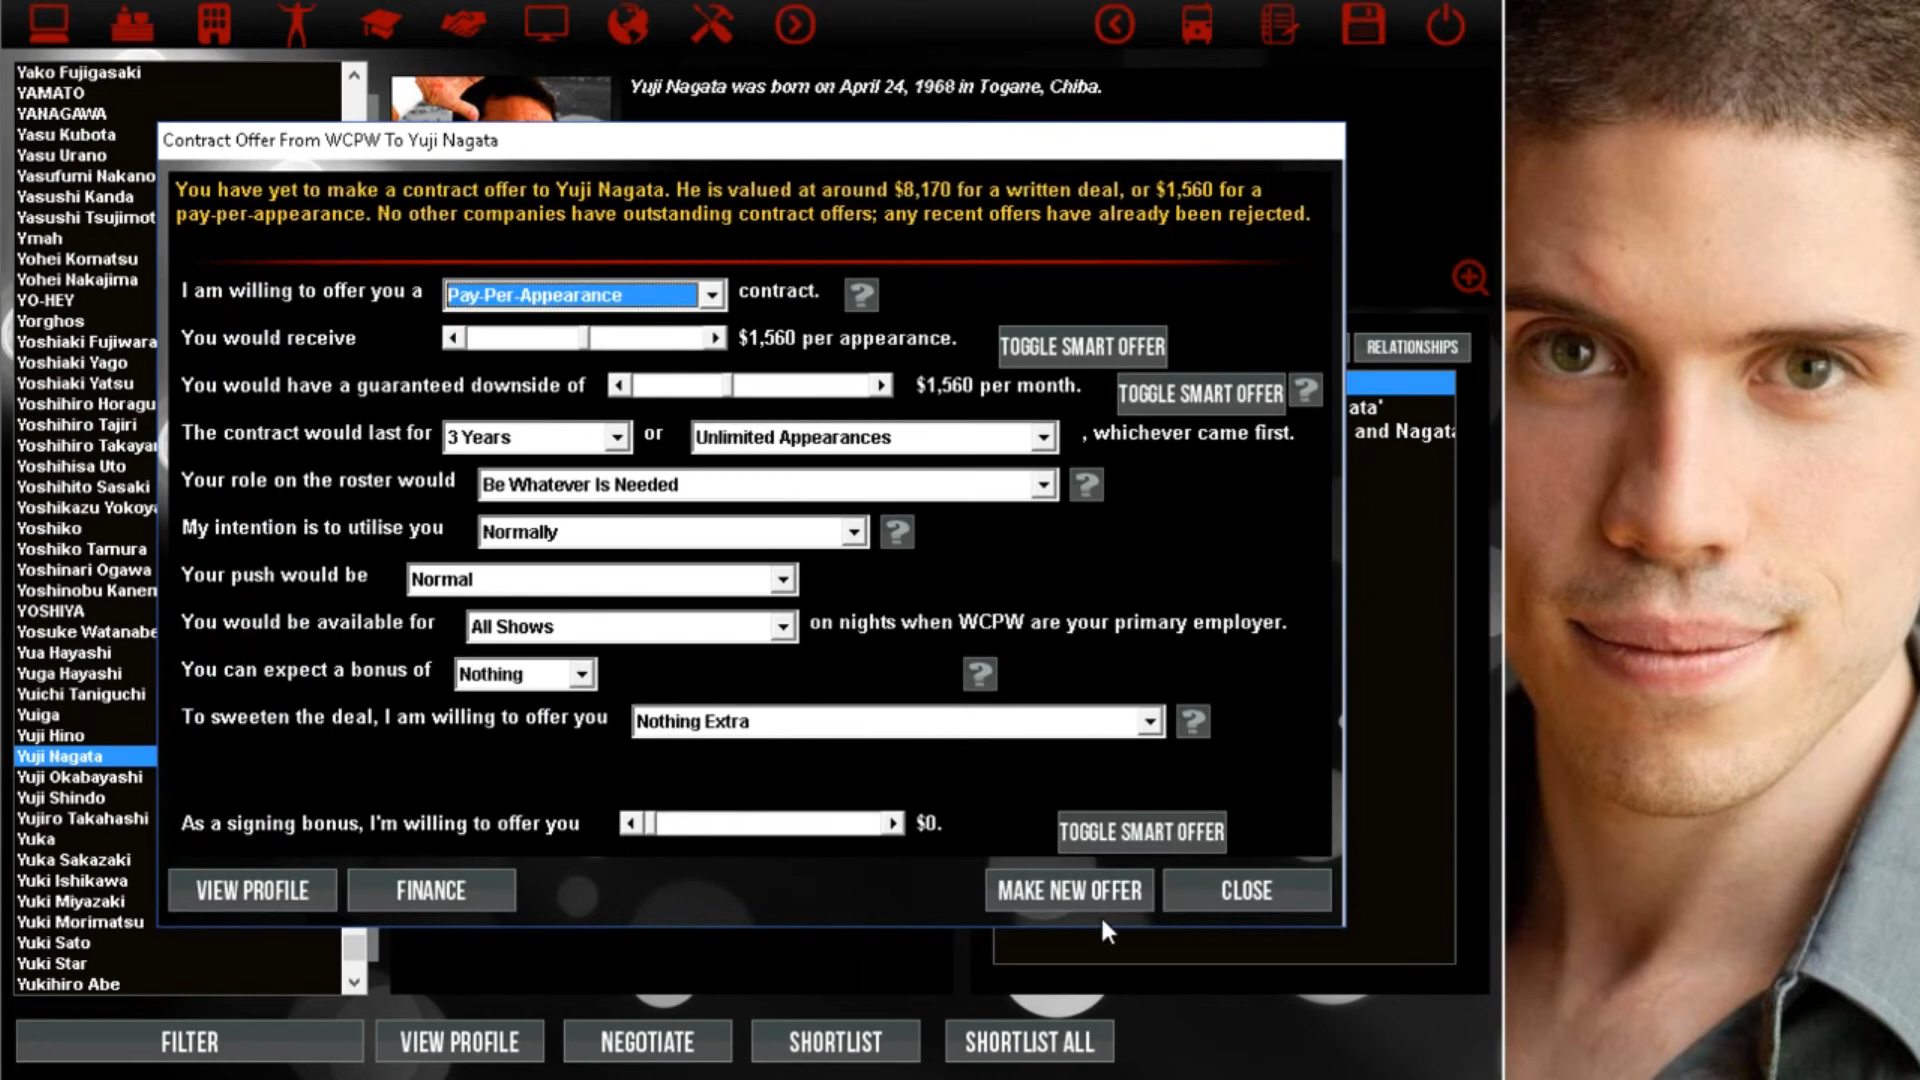 Yako Fujigasaki
YAMATO
YANAGAWA
Yasu Kubota
Yasu Urano
Yasufumi Nakano
Yasushi Kanda
Yasushi Tsujimot
Ymah
Yohei Komatsu
Yohei Nakajima
YO-HEY
Yorghos
Yoshiaki Fujiwara
Yoshiaki Yago
Yoshiaki Yatsu
Yoshihiro Horagu
Yoshihiro Tajiri
Yoshihiro Takayar
Yoshihisa Uto
Yoshihito Sasaki
Yoshikazu Yokoy
Yoshiko
Yoshiko Tamura
Yoshinari Ogawa
Yoshinobu Kanem
YOSHIYA
Yosuke Watanabe
Yua Hayashi
Yuga Hayashi
Yuichi Taniguchi
Yuiga
Yuji Hino
Yuji Nagata
Yuji Okabayashi
Yuji Shindo
Yujiro Takahashi
Yuka
Yuka Sakazaki
Yuki Ishikawa
Yuki Miyazaki
Yuki Morimatsu
Yuki Sato
Yuki Star
Yukihiro Abe
Yuji Nagata was born on April 24, 1968 in Togane, Chiba.
Contract Offer From WCPW To Yuji Nagata
You have yet to make a contract offer to Yuji Nagata. He is valued at around $8,170 for a written deal, or $1,560 for a
pay-per-appearance. No other companies have outstanding contract offers; any recent offers have already been rejected.
I am willing to offer you a Pay-Per-Appearance contract. ?
You would receive $1,560 per appearance. TOGGLE SMART OFFER
You would have a guaranteed downside of $1,560 per month. TOGGLE SMART OFFER ?
The contract would last for 3 Years or Unlimited Appearances , whichever came first.
Your role on the roster would Be Whatever Is Needed ?
My intention is to utilise you Normally ?
Your push would be Normal
You would be available for All Shows on nights when WCPW are your primary employer.
You can expect a bonus of Nothing ?
To sweeten the deal, I am willing to offer you Nothing Extra ?
As a signing bonus, I'm willing to offer you $0. TOGGLE SMART OFFER
VIEW PROFILE FINANCE MAKE NEW OFFER CLOSE
RELATIONSHIPS
ata'
and Nagata
FILTER VIEW PROFILE NEGOTIATE SHORTLIST SHORTLIST ALL